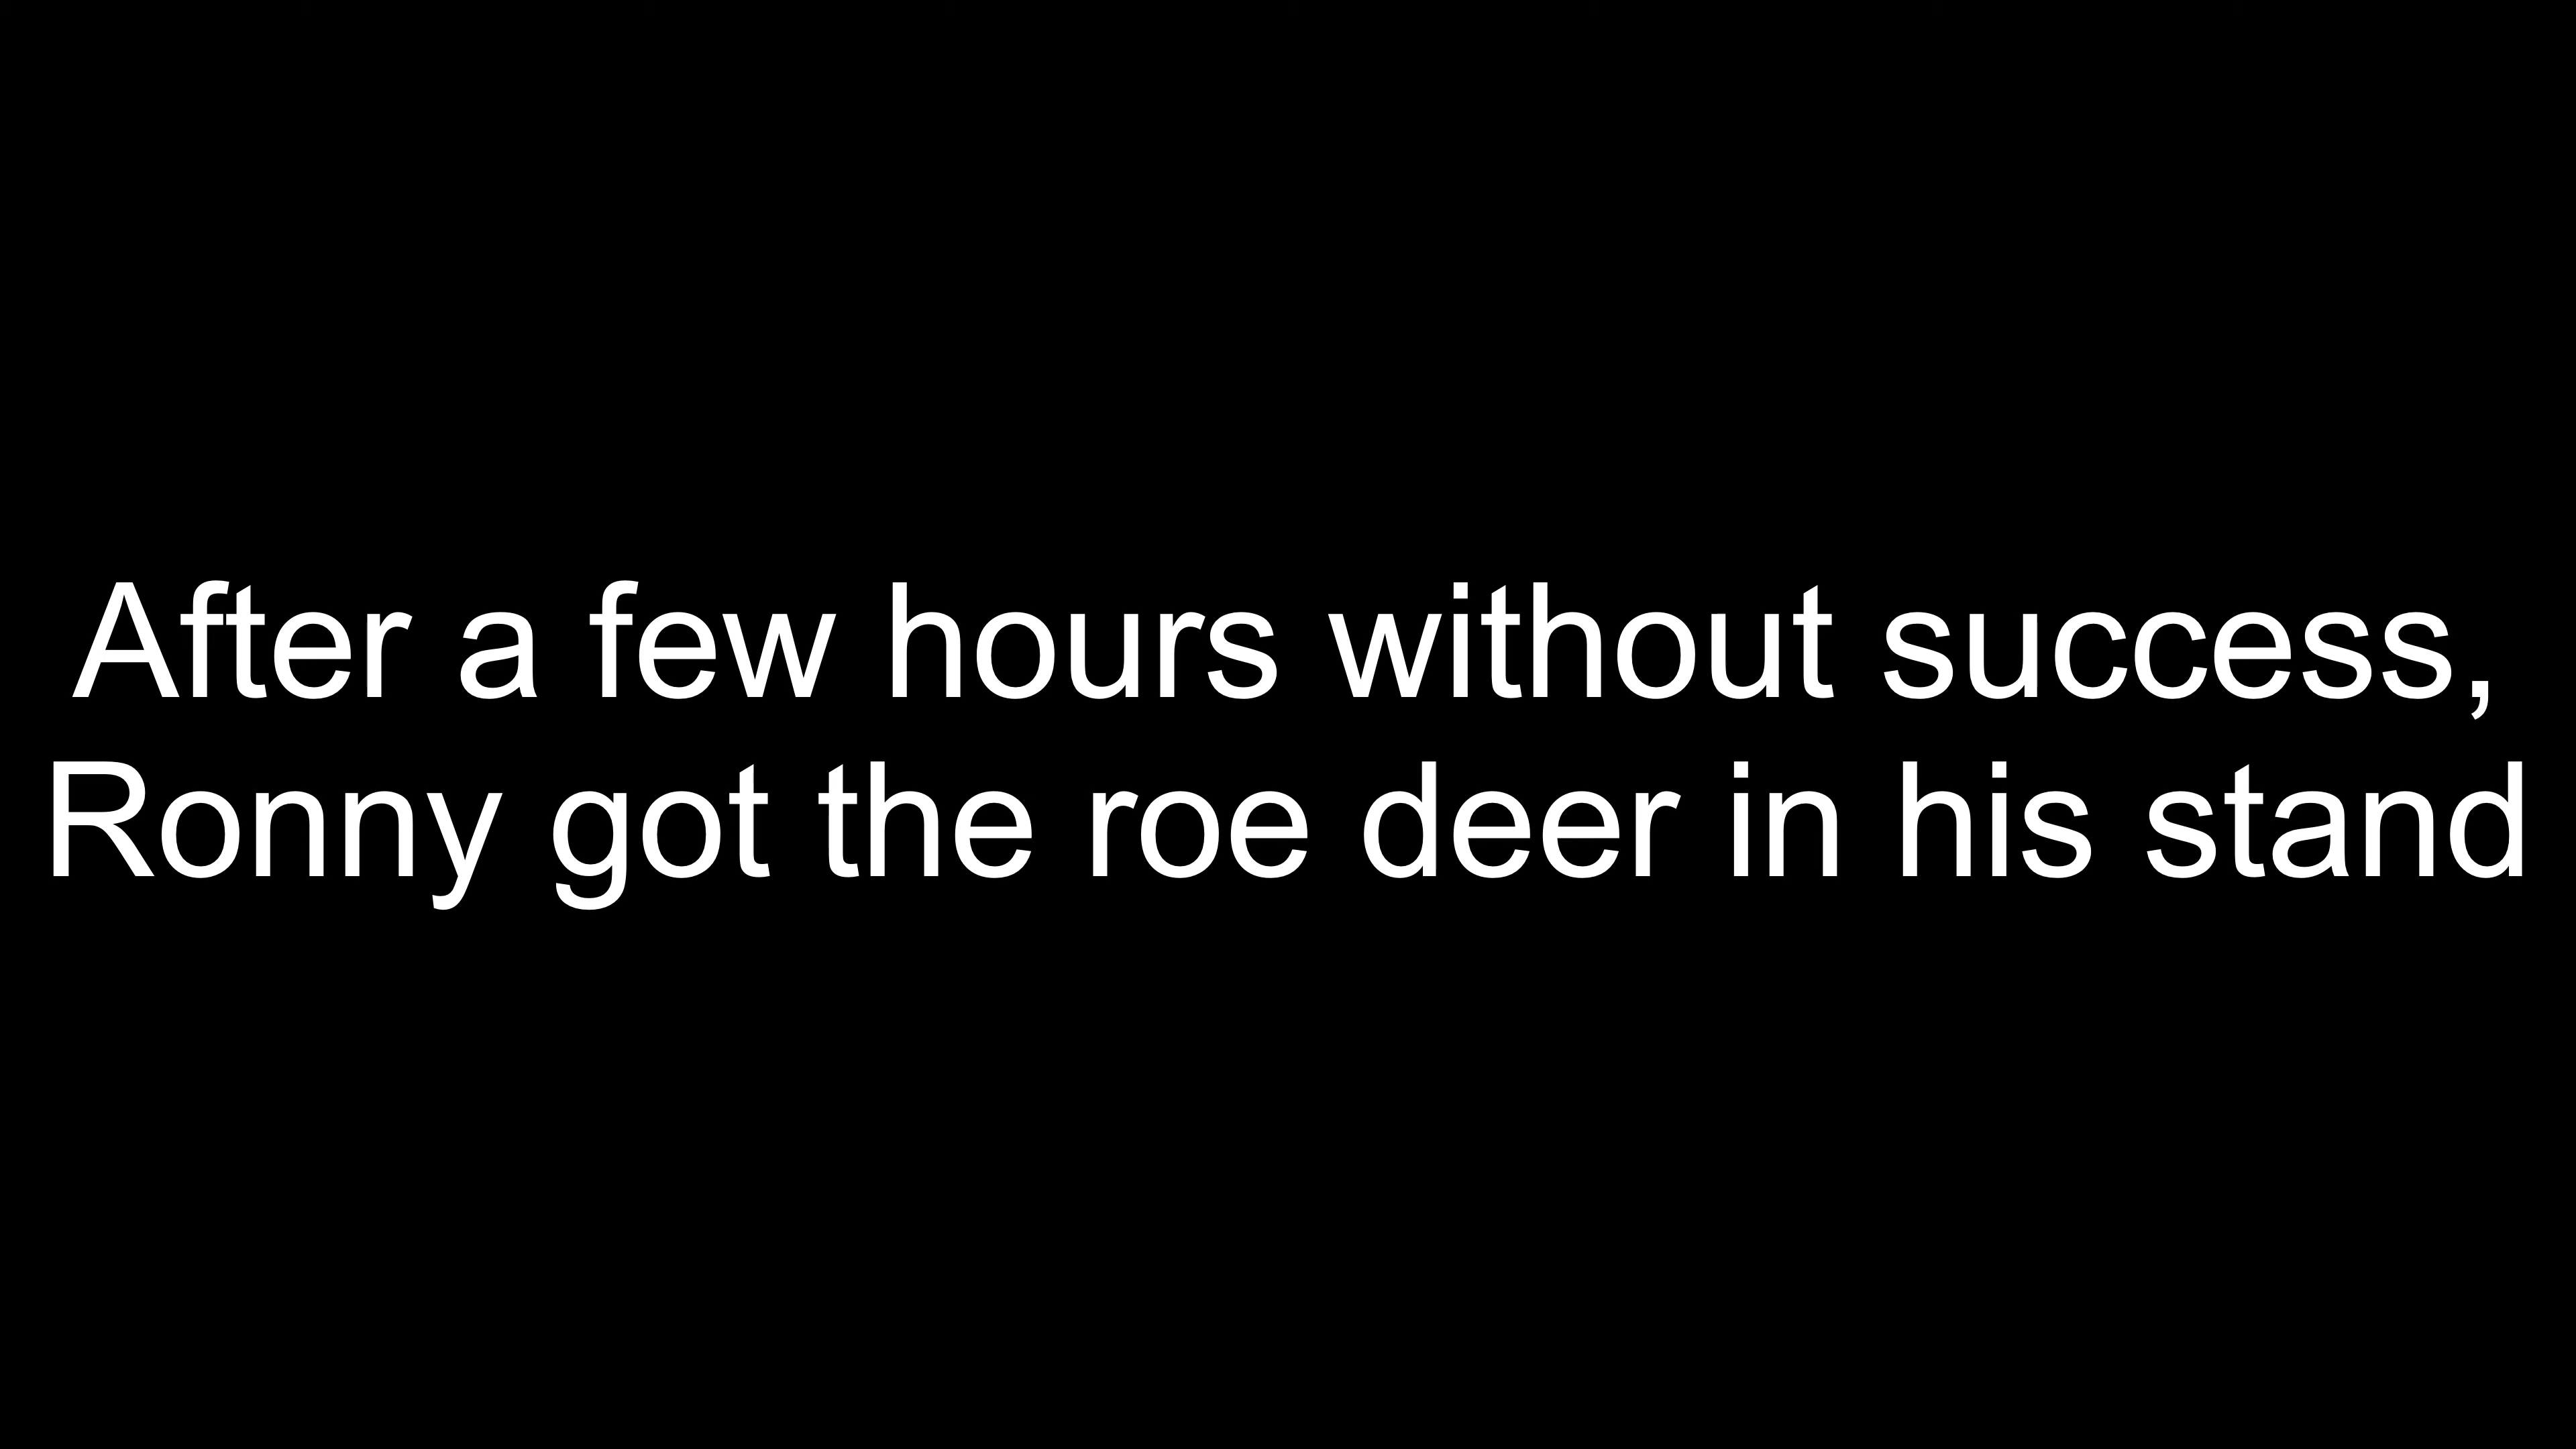 After a few hours without success,
Ronny got the roe deer in his stand